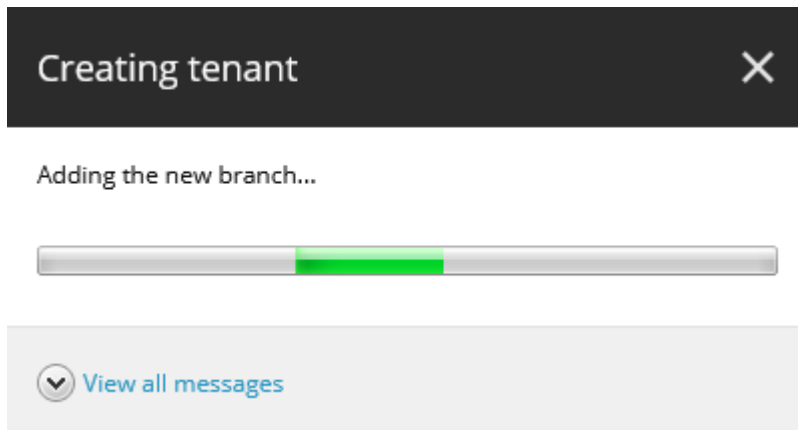 Creating tenant
Adding the new branch...
View all messages